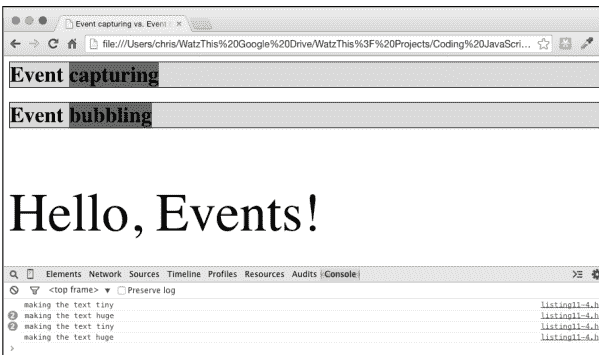 Event capturing vs. Event
file:///Users/chris/WatzThis%20Google%20Drive/WatzThis%3F%20Projects/Coding%20JavaScri...
Event capturing
Event bubbling
Hello, Events!
Elements Network Sources Timeline Profiles Resources Audits Console
<top frame> ▼ Preserve log
making the text tiny listing11-4.h
2 making the text huge listing11-4.h
2 making the text tiny listing11-4.h
making the text huge listing11-4.h